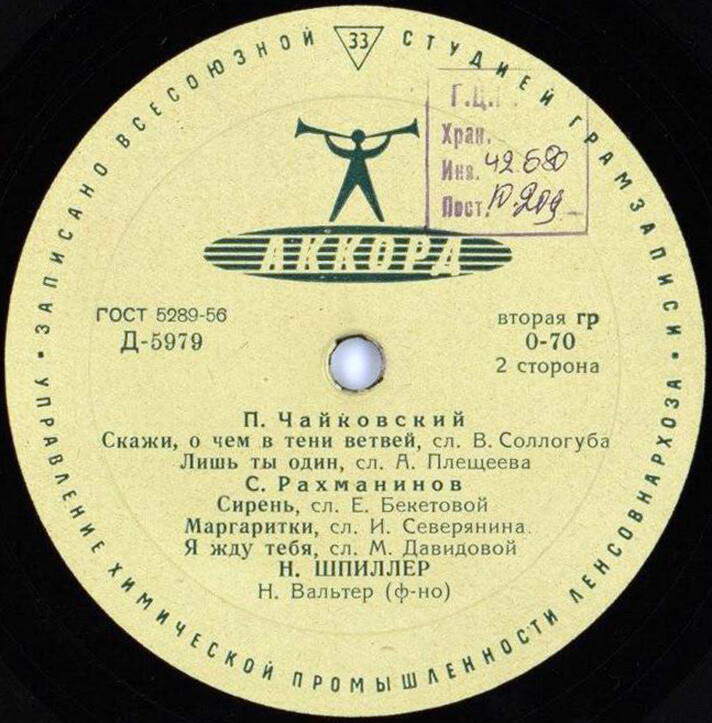 ЗАПИСАНО ВСЕСОЮЗНОЙ СТУДИЕЙ ГРАМЗАПИСИ
33
Г.Ц.
Хран.
Инв. 42680
Пост. 209
АККОРД
ГОСТ 5289-56
Д-5979
вторая гр
0-70
2 сторона
П. Чайковский
Скажи, о чем в тени ветвей, сл. В. Соллогуба
Лишь ты один, сл. А. Плещеева
С. Рахманинов
Сирень, сл. Е. Бекетовой
Маргаритки, сл. И. Северянина.
Я жду тебя, сл. М. Давидовой
Н. ШПИЛЛЕР
Н. Вальтер (ф-но)
• УПРАВЛЕНИЕ ХИМИЧЕСКОЙ ПРОМЫШЛЕННОСТИ ЛЕНСОВНАРХОЗА •